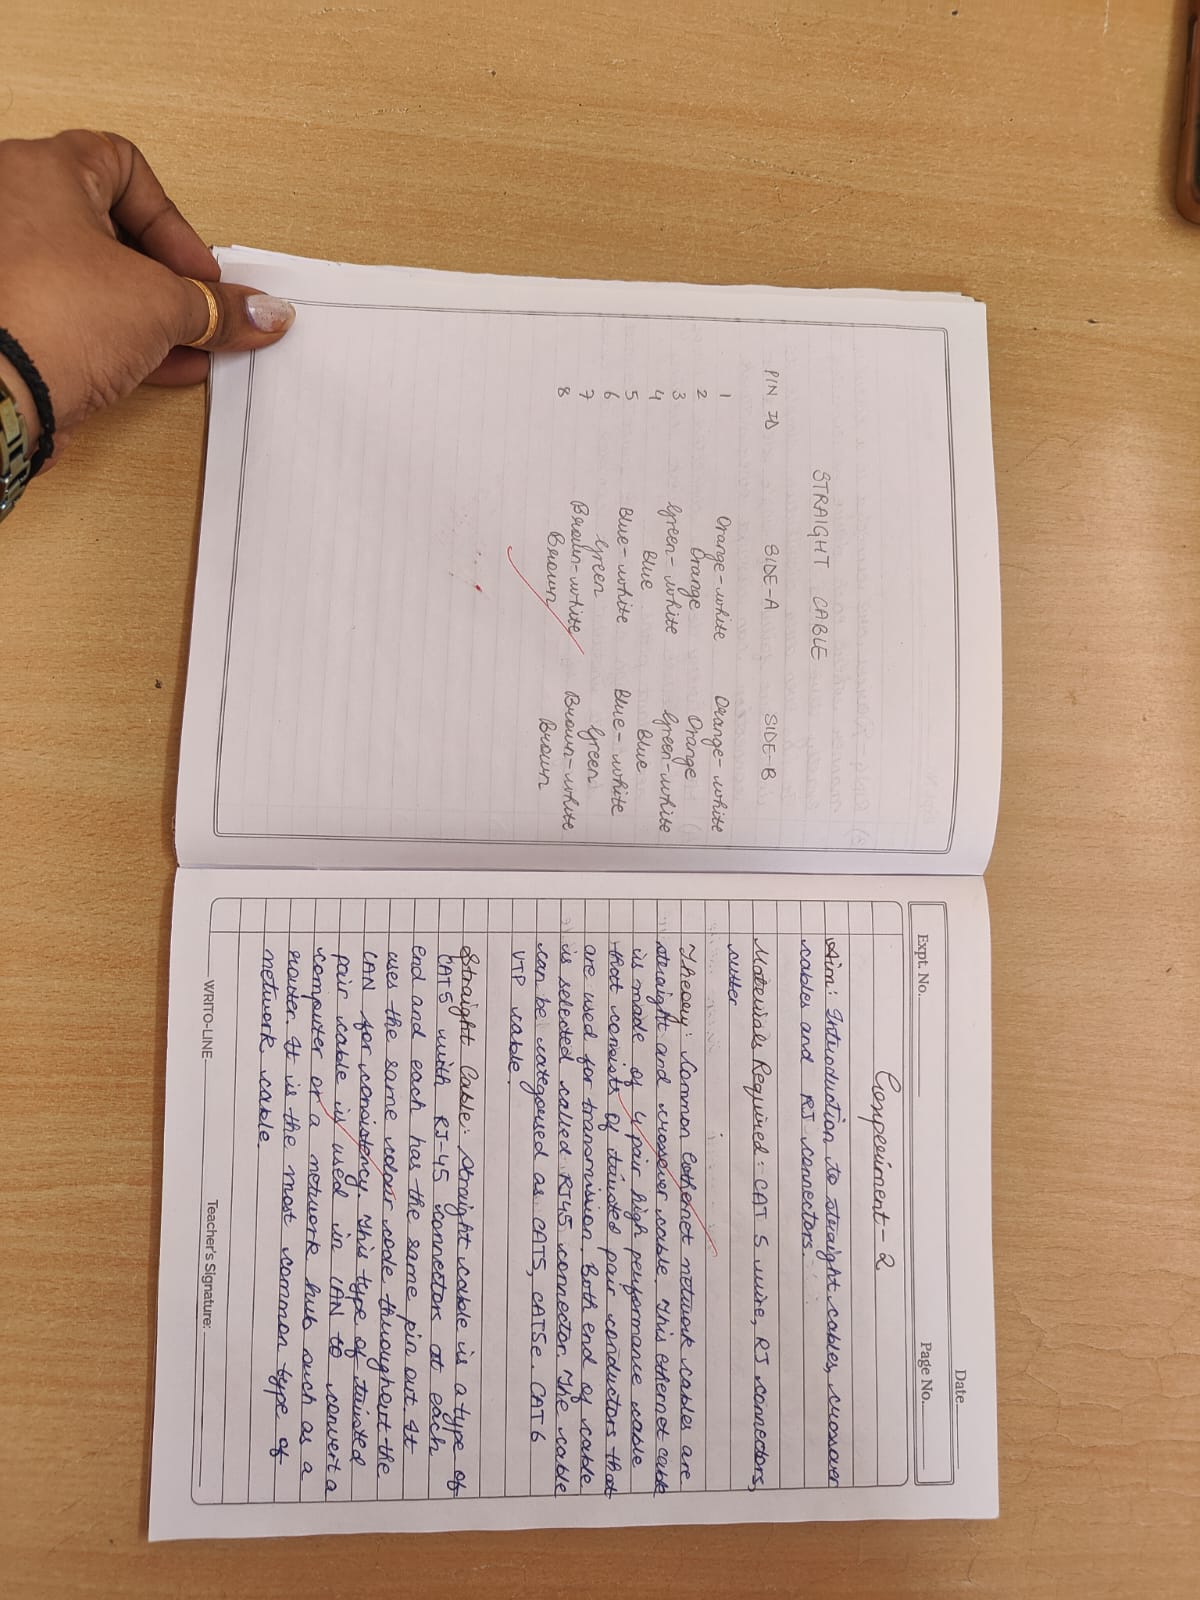 STRAIGHT CABLE
PIN ID SIDE-A SIDE-B
1 Orange-white Orange-white
2 Orange Orange
3 Green-white Green-white
4 Blue Blue
5 Blue-white Blue-white
6 Green Green
7 Brown-white Brown-white
8 Brown Brown
Date
Expt. No. Page No.
Experiment-2
Aim: Introduction to straight cables, crossover
cables and RJ connectors.
Materials Required: CAT 5 wire, RJ connectors,
cutter
Theory: Common Ethernet network cables are
straight and crossover cable. This ethernet cable
is made of 4 pair high performance cable
that consists of twisted pair conductors that
are used for transmission. Both end of cable
is selected called RJ45 connector. The cable
can be categorised as CAT5, CAT5e, CAT6
UTP cable.
Straight Cable: Straight cable is a type of
CAT5 with RJ-45 connectors at each
end and each has the same pin out. It
uses the same colour code throughout the
LAN for consistency. This type of twisted
pair cable is used in LAN to convert a
computer or a network hub such as a
router. It is the most common type of
network cable.
WRITO-LINE Teacher's Signature: